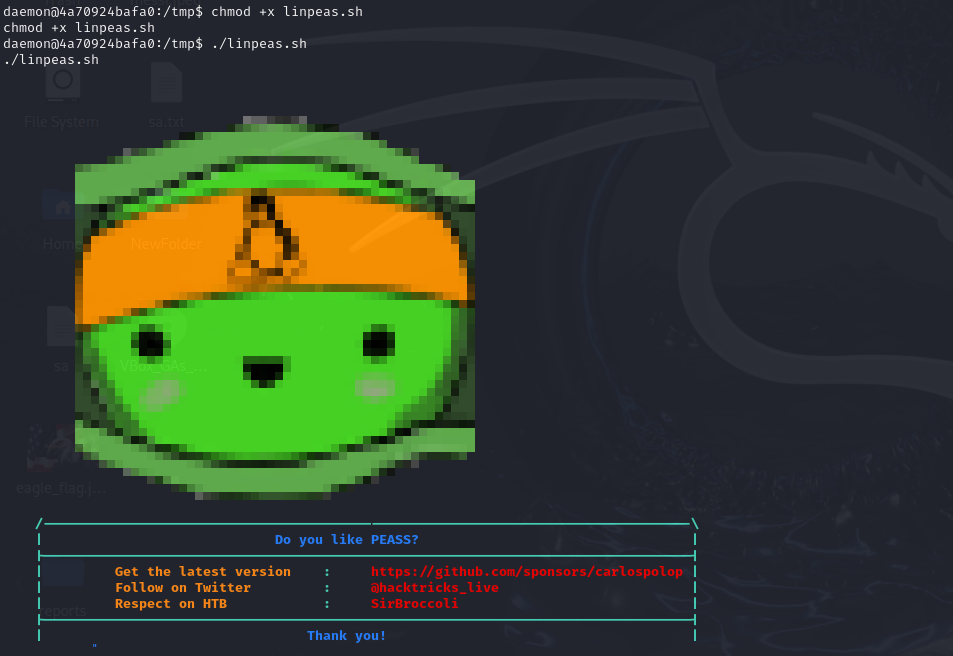 daemon@4a70924bafa0:/tmp$ chmod +x linpeas.sh
chmod +x linpeas.sh
daemon@4a70924bafa0:/tmp$ ./linpeas.sh
./linpeas.sh
File System
sa.txt
Home
NewFolder
sa
VBox_GAs_...
eagle_flag.j...
Do you like PEASS?
Get the latest version : https://github.com/sponsors/carlospolop
Follow on Twitter : @hacktricks_live
Respect on HTB : SirBroccoli
Thank you!